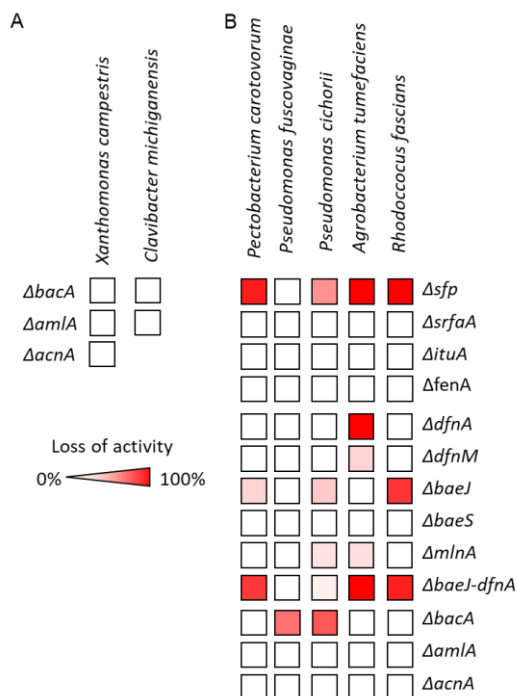 A
Xanthomonas campestris
Clavibacter michiganensis
ΔbacA
ΔamlA
ΔacnA
Loss of activity
0%
100%
B
Pectobacterium carotovorum
Pseudomonas fuscovaginae
Pseudomonas cichorii
Agrobacterium tumefaciens
Rhodoccocus fascians
Δsfp
ΔsrfaA
ΔituA
ΔfenA
ΔdfnA
ΔdfnM
ΔbaeJ
ΔbaeS
ΔmlnA
ΔbaeJ-dfnA
ΔbacA
ΔamlA
ΔacnA